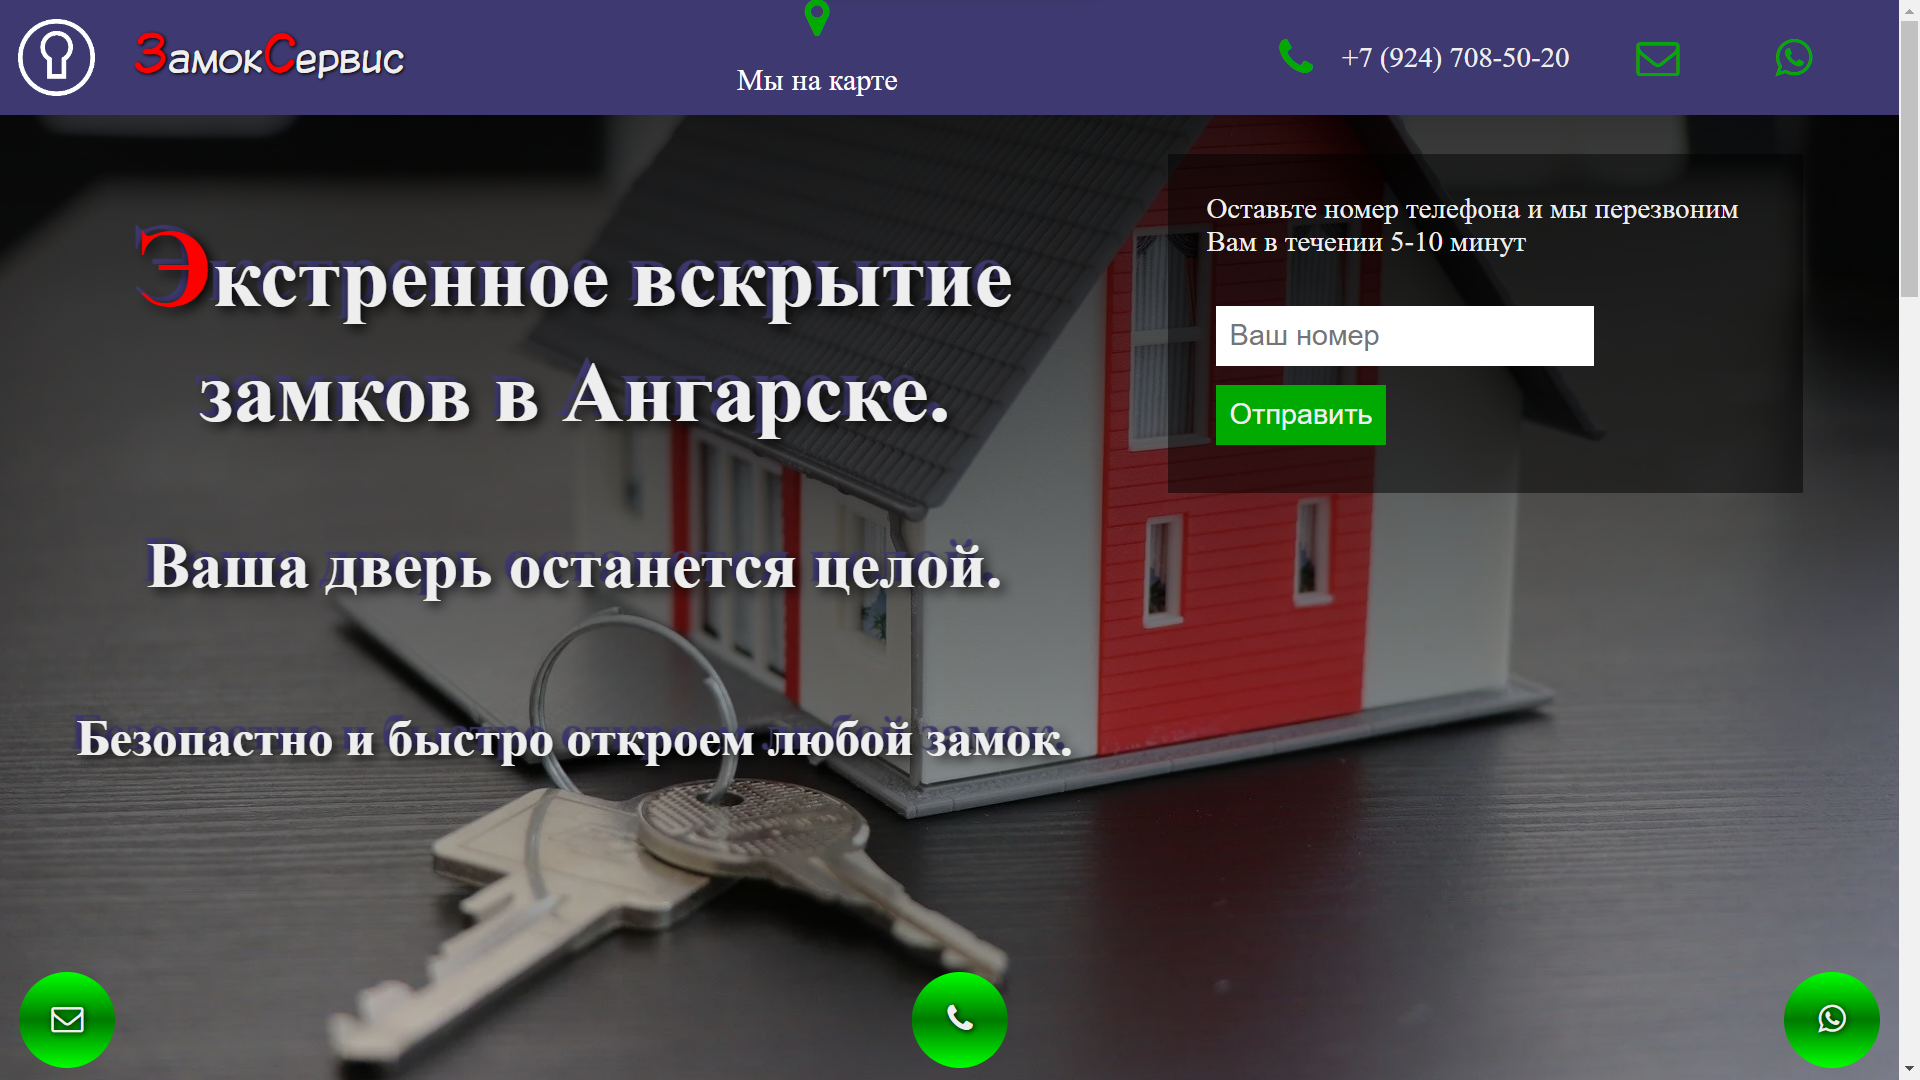 ЗамокСервис
Мы на карте
+7 (924) 708-50-20
Экстренное вскрытие
замков в Ангарске.
Ваша дверь останется целой.
Безопастно и быстро откроем любой замок.
Оставьте номер телефона и мы перезвоним
Вам в течении 5-10 минут
Ваш номер
Отправить